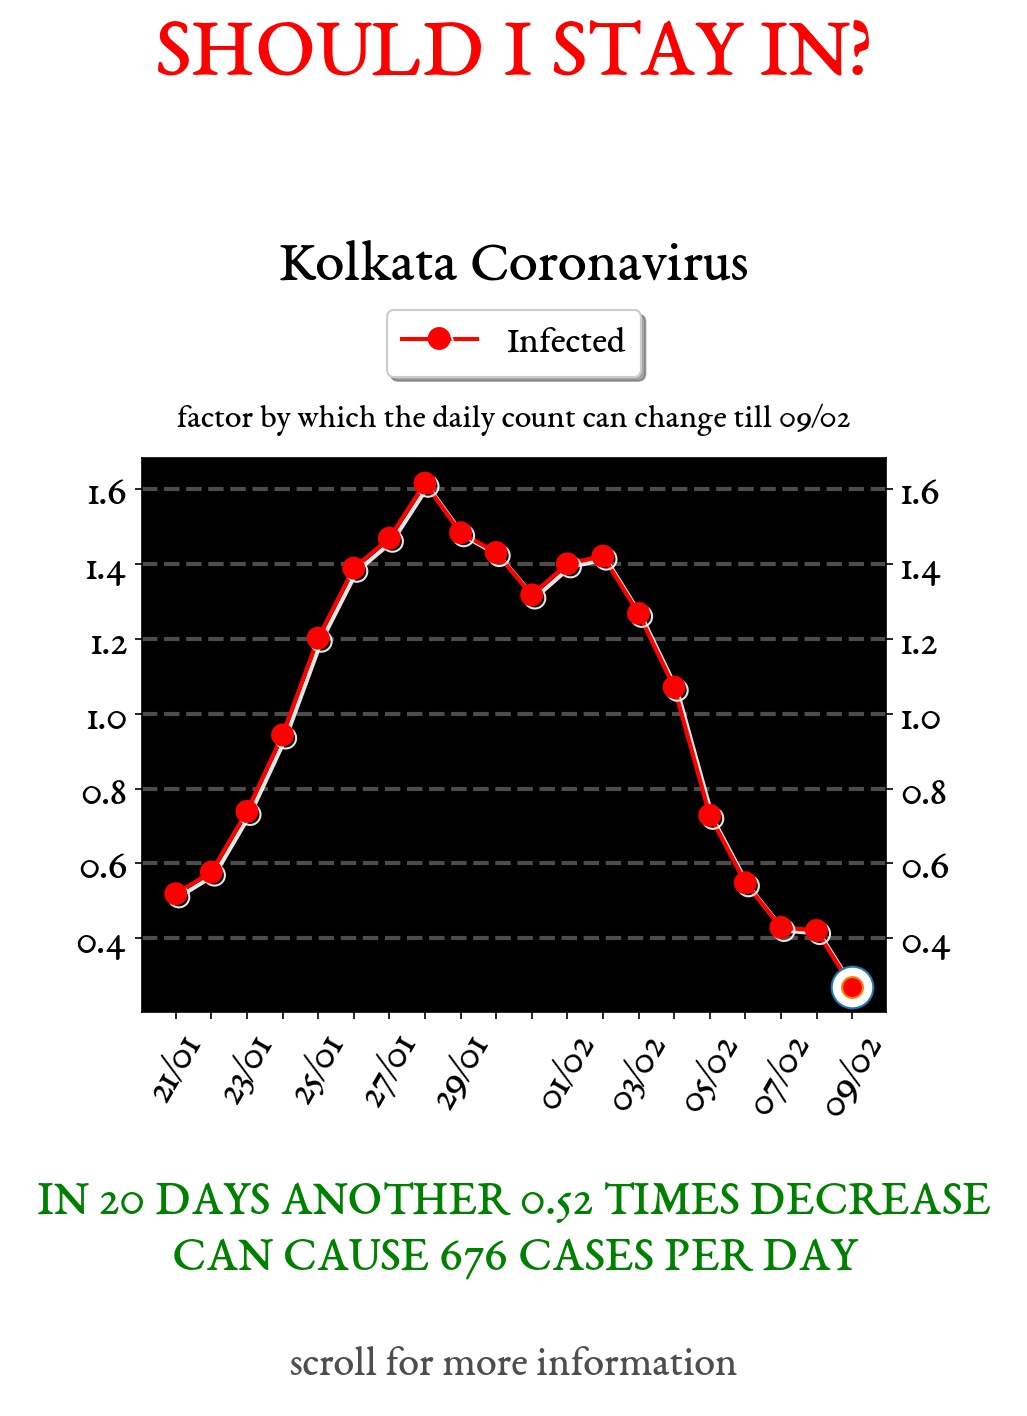 SHOULD I STAY IN?
Kolkata Coronavirus
Infected
factor by which the daily count can change till 09/02
1.6 1.6
1.4 1.4
1.2 1.2
1.0 1.0
0.8 0.8
0.6 0.6
0.4 0.4
21/01 23/01 25/01 27/01 29/01 01/02 03/02 05/02 07/02 09/02
IN 20 DAYS ANOTHER 0.52 TIMES DECREASE
CAN CAUSE 676 CASES PER DAY
scroll for more information